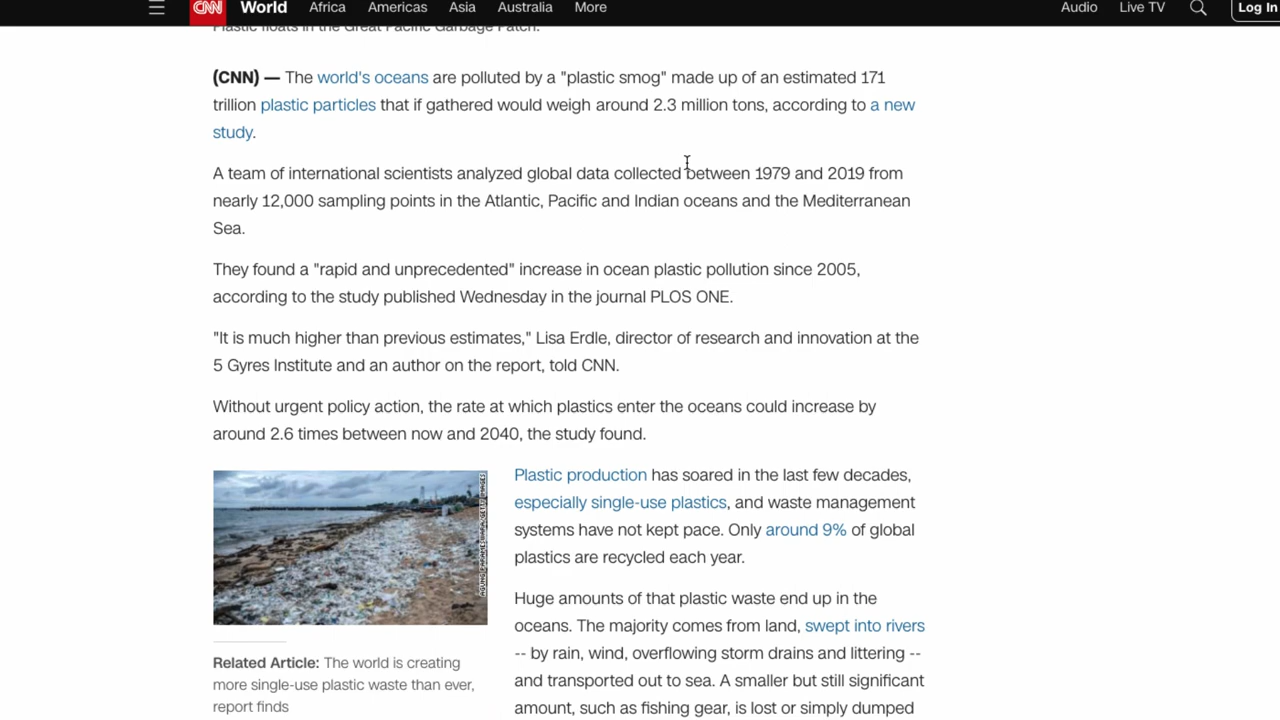 CNN World Africa Americas Asia Australia More Audio Live TV Log In
Plastic floats in the Great Pacific Garbage Patch.
(CNN) — The world's oceans are polluted by a "plastic smog" made up of an estimated 171
trillion plastic particles that if gathered would weigh around 2.3 million tons, according to a new
study.
A team of international scientists analyzed global data collected between 1979 and 2019 from
nearly 12,000 sampling points in the Atlantic, Pacific and Indian oceans and the Mediterranean
Sea.
They found a "rapid and unprecedented" increase in ocean plastic pollution since 2005,
according to the study published Wednesday in the journal PLOS ONE.
"It is much higher than previous estimates," Lisa Erdle, director of research and innovation at the
5 Gyres Institute and an author on the report, told CNN.
Without urgent policy action, the rate at which plastics enter the oceans could increase by
around 2.6 times between now and 2040, the study found.
Plastic production has soared in the last few decades,
especially single-use plastics, and waste management
systems have not kept pace. Only around 9% of global
plastics are recycled each year.
Huge amounts of that plastic waste end up in the
oceans. The majority comes from land, swept into rivers
-- by rain, wind, overflowing storm drains and littering --
and transported out to sea. A smaller but still significant
amount, such as fishing gear, is lost or simply dumped
Related Article: The world is creating
more single-use plastic waste than ever,
report finds